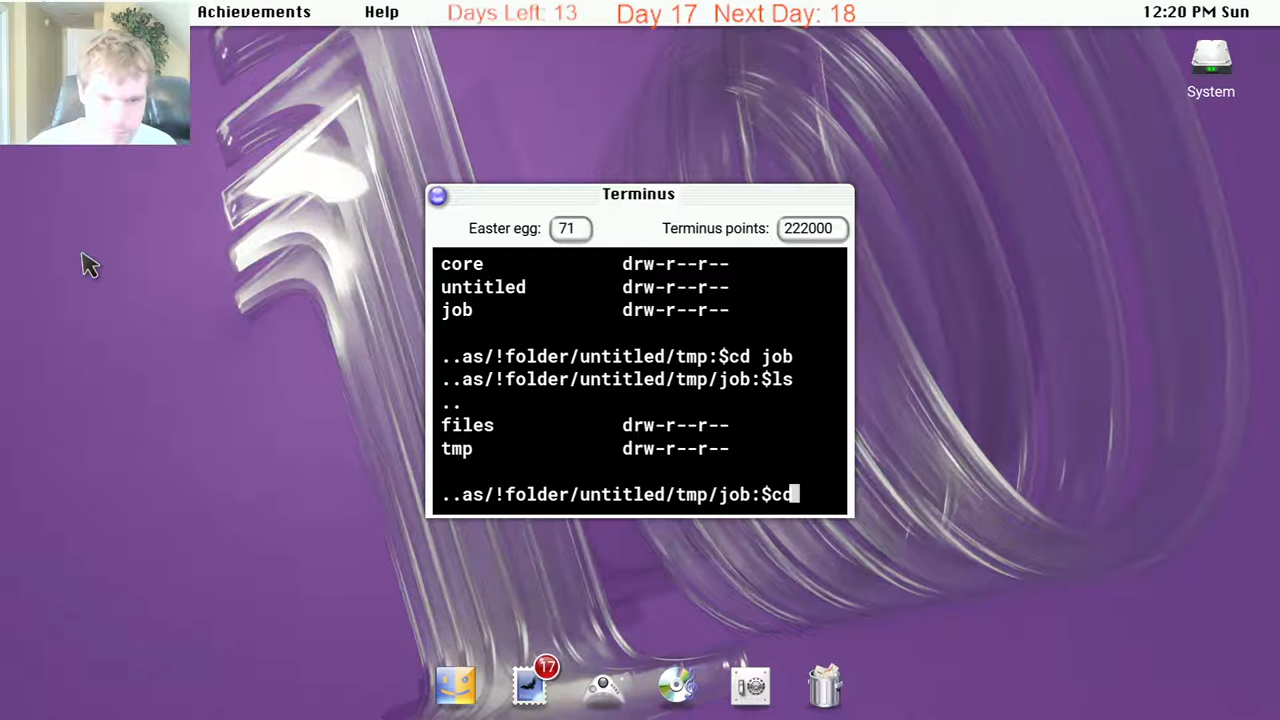 Achievements Help Days Left: 13 Day 17 Next Day: 18 12:20 PM Sun
System
Terminus
Easter egg: 71 Terminus points: 222000
core drw-r--r--
untitled drw-r--r--
job drw-r--r--
..as/!folder/untitled/tmp:$cd job
..as/!folder/untitled/tmp/job:$ls
..
files drw-r--r--
tmp drw-r--r--
..as/!folder/untitled/tmp/job:$cd
17